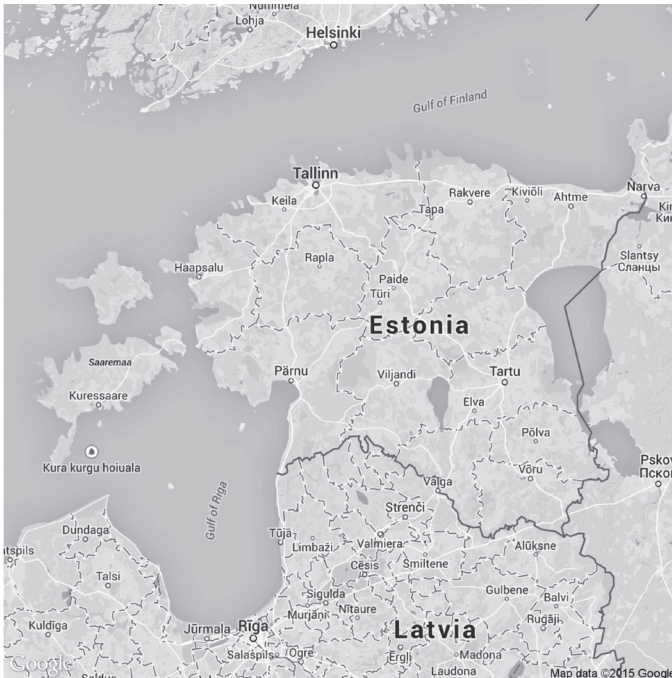 Nummela
Lohja
Helsinki
Gulf of Finland
Tallinn
Keila
Rakvere
Kiviõli
Ahtme
Narva
Tapa
Haapsalu
Rapla
Slantsy
Сланцы
Paide
Türi
Estonia
Saaremaa
Pärnu
Viljandi
Tartu
Kuressaare
Elva
Põlva
Kura kurgu hoiuala
Võru
Valga
Gulf of Riga
Strenči
Dundaga
Tūja
Limbaži
Valmiera
Alūksne
Cēsis
Smiltene
Talsi
Sigulda
Gulbene
Balvi
Murjāņi
Nītaure
Rugāji
Kuldīga
Jūrmala
Rīga
Latvia
Salaspils
Ogre
Ērgļi
Madona
Laudona
Google
Map data ©2015 Google